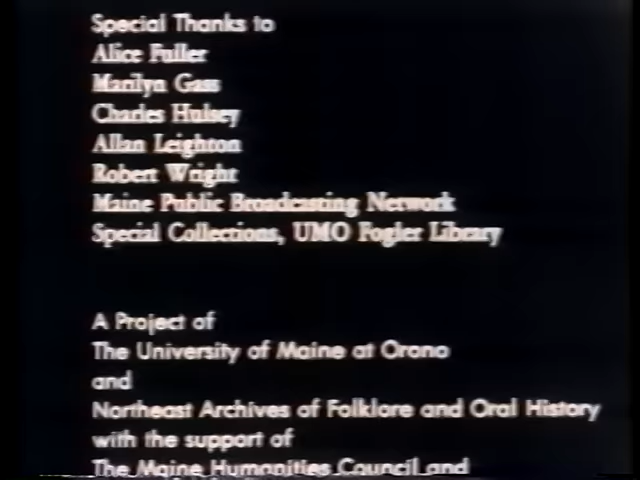 Special Thanks to
Alice Fuller
Marilyn Gass
Charles Hulsey
Allan Leighton
Robert Wright
Maine Public Broadcasting Network
Special Collections, UMO Fogler Library
A Project of
The University of Maine at Orono
and
Northeast Archives of Folklore and Oral History
with the support of
The Maine Humanities Council and